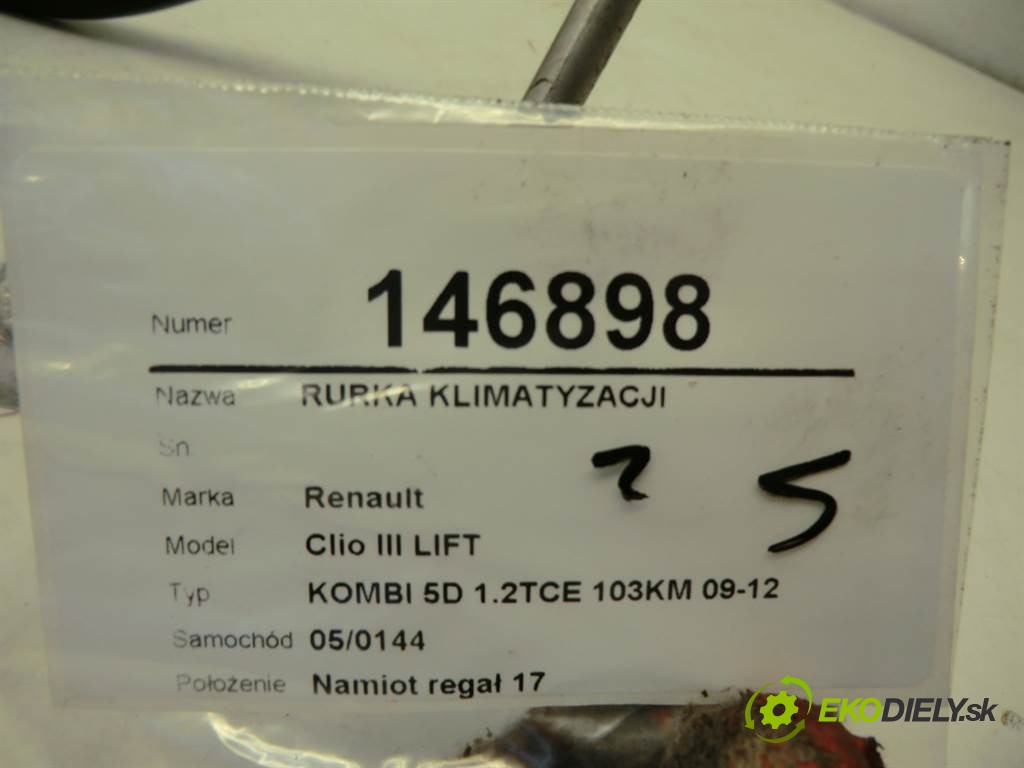 Numer 146898
Nazwa RURKA KLIMATYZACJI
Sn
Marka Renault
Model Clio III LIFT
Typ KOMBI 5D 1.2TCE 103KM 09-12
Samochód 05/0144
Położenie Namiot regał 17
EKODIELY.sk